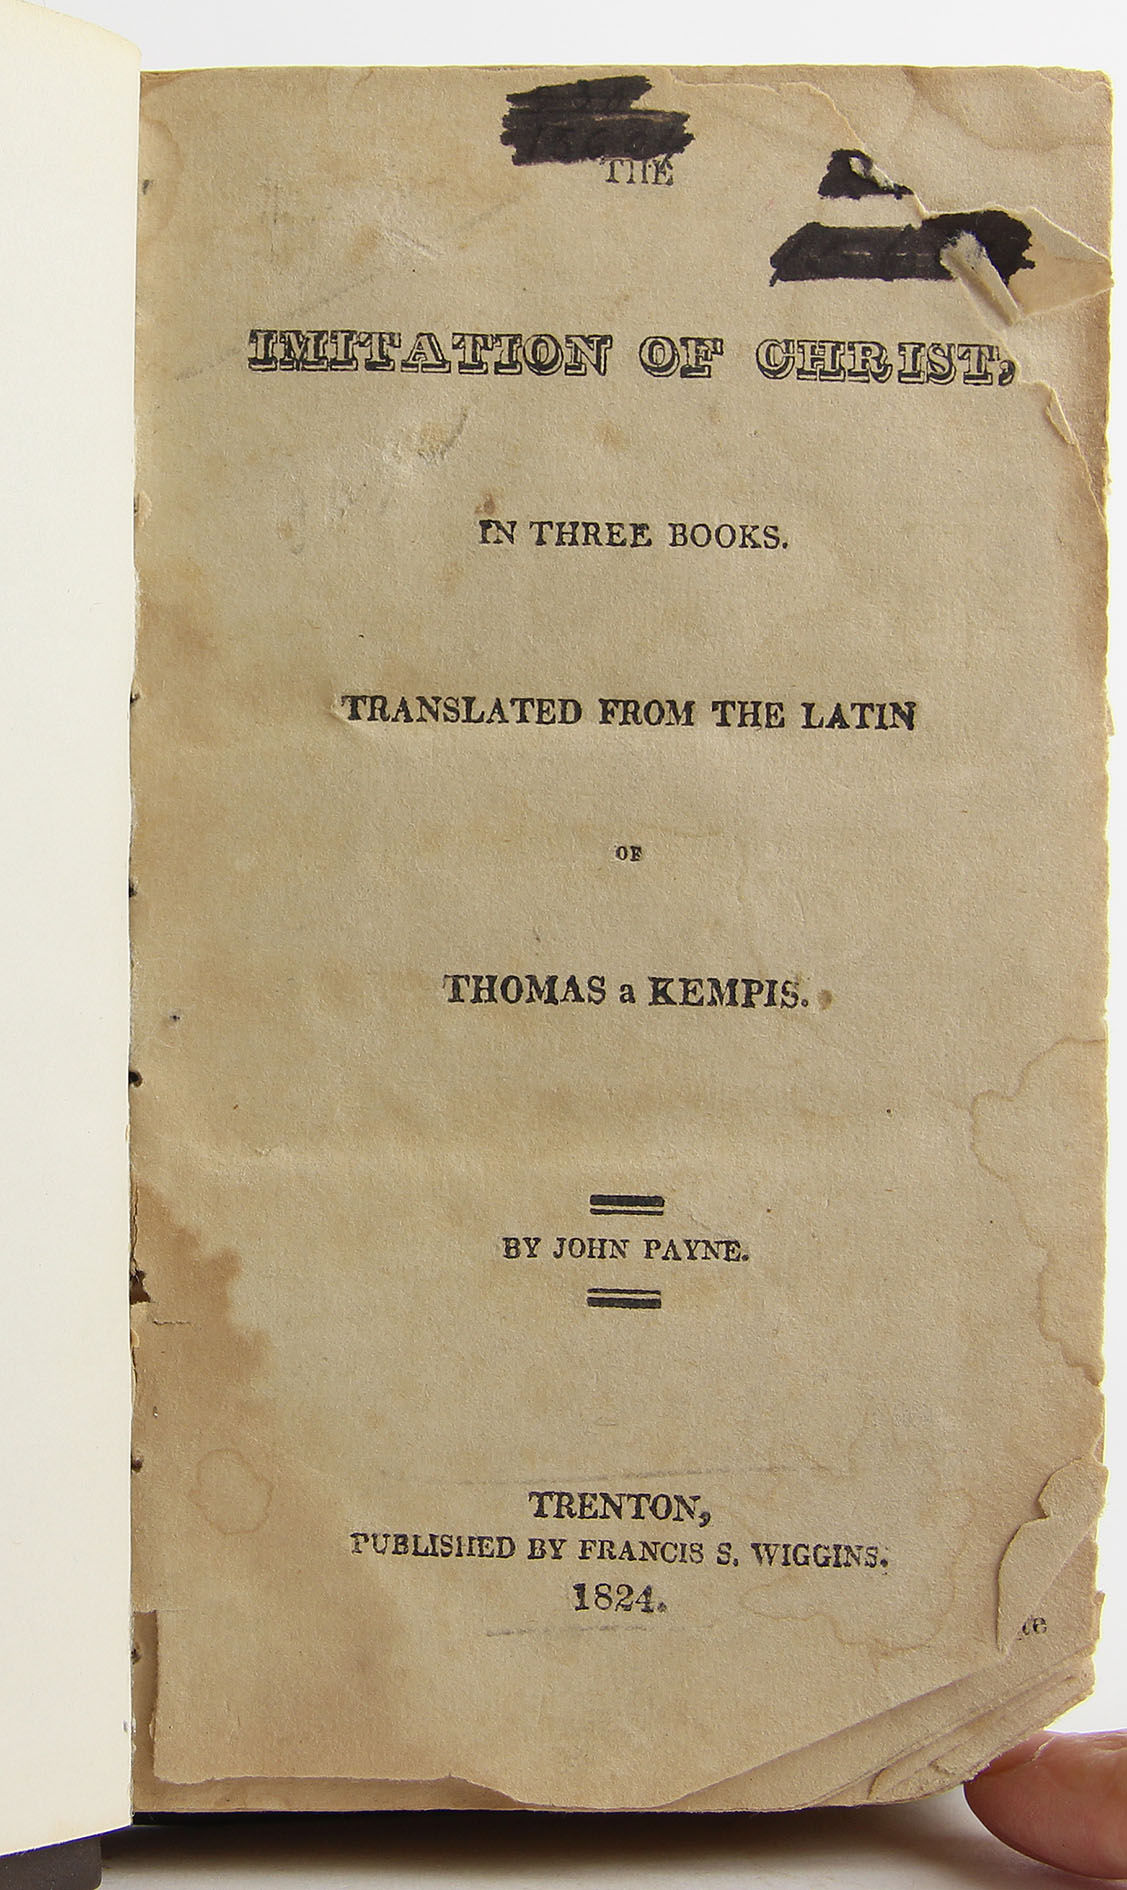 THE
IMITATION OF CHRIST,
IN THREE BOOKS.
TRANSLATED FROM THE LATIN
OF
THOMAS a KEMPIS.
BY JOHN PAYNE.
TRENTON,
PUBLISHED BY FRANCIS S. WIGGINS.
1824.